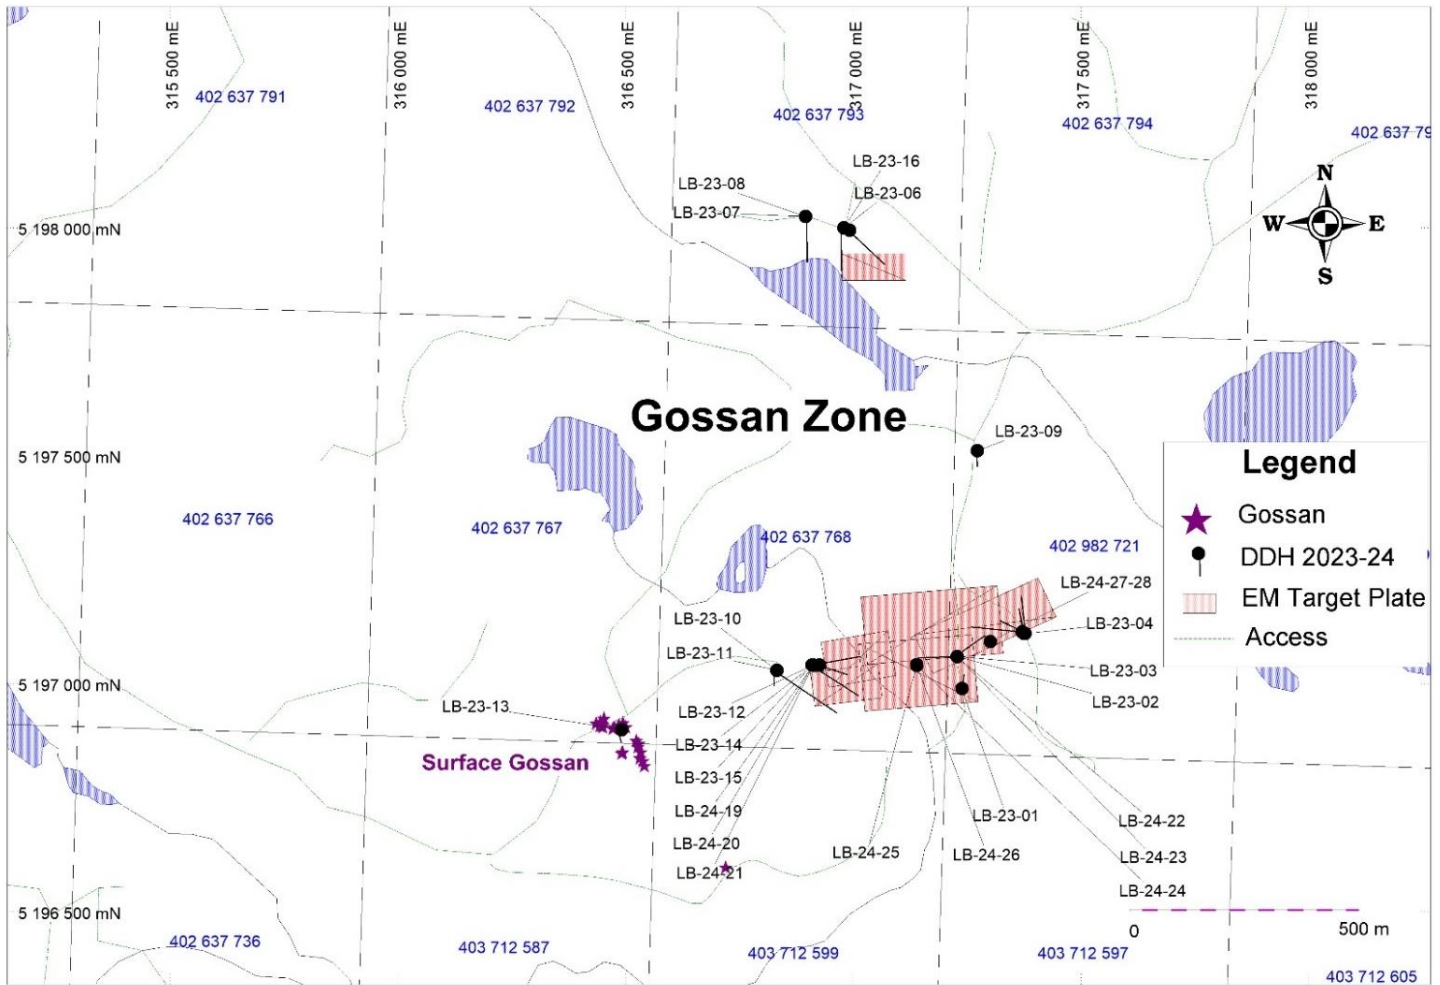 315 500 mE
316 000 mE
316 500 mE
317 000 mE
317 500 mE
318 000 mE
402 637 791
402 637 792
402 637 793
402 637 794
402 637 79
LB-23-16
LB-23-08
LB-23-06
LB-23-07
N
W
E
S
5 198 000 mN
Gossan Zone
LB-23-09
5 197 500 mN
Legend
Gossan
DDH 2023-24
EM Target Plate
Access
402 637 766
402 637 767
402 637 768
402 982 721
LB-24-27-28
LB-23-10
LB-23-04
LB-23-11
LB-23-03
5 197 000 mN
LB-23-02
LB-23-13
LB-23-12
LB-23-14
Surface Gossan
LB-23-15
LB-24-19
LB-23-01
LB-24-22
LB-24-20
LB-24-25
LB-24-26
LB-24-23
LB-24-21
LB-24-24
5 196 500 mN
0
500 m
402 637 736
403 712 587
403 712 599
403 712 597
403 712 605